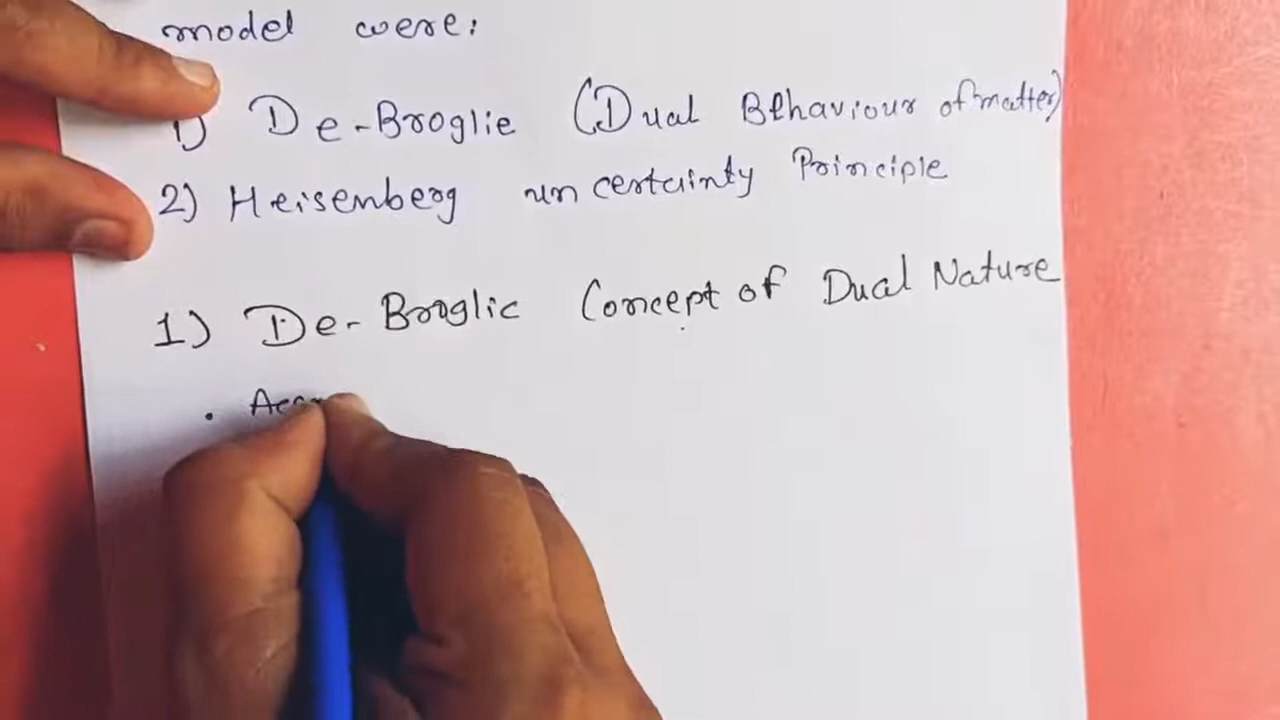 model were:
1) De-Broglie (Dual Behaviour of matter)
2) Heisenberg uncertainty Principle
1) De-Broglie Concept of Dual Nature
•